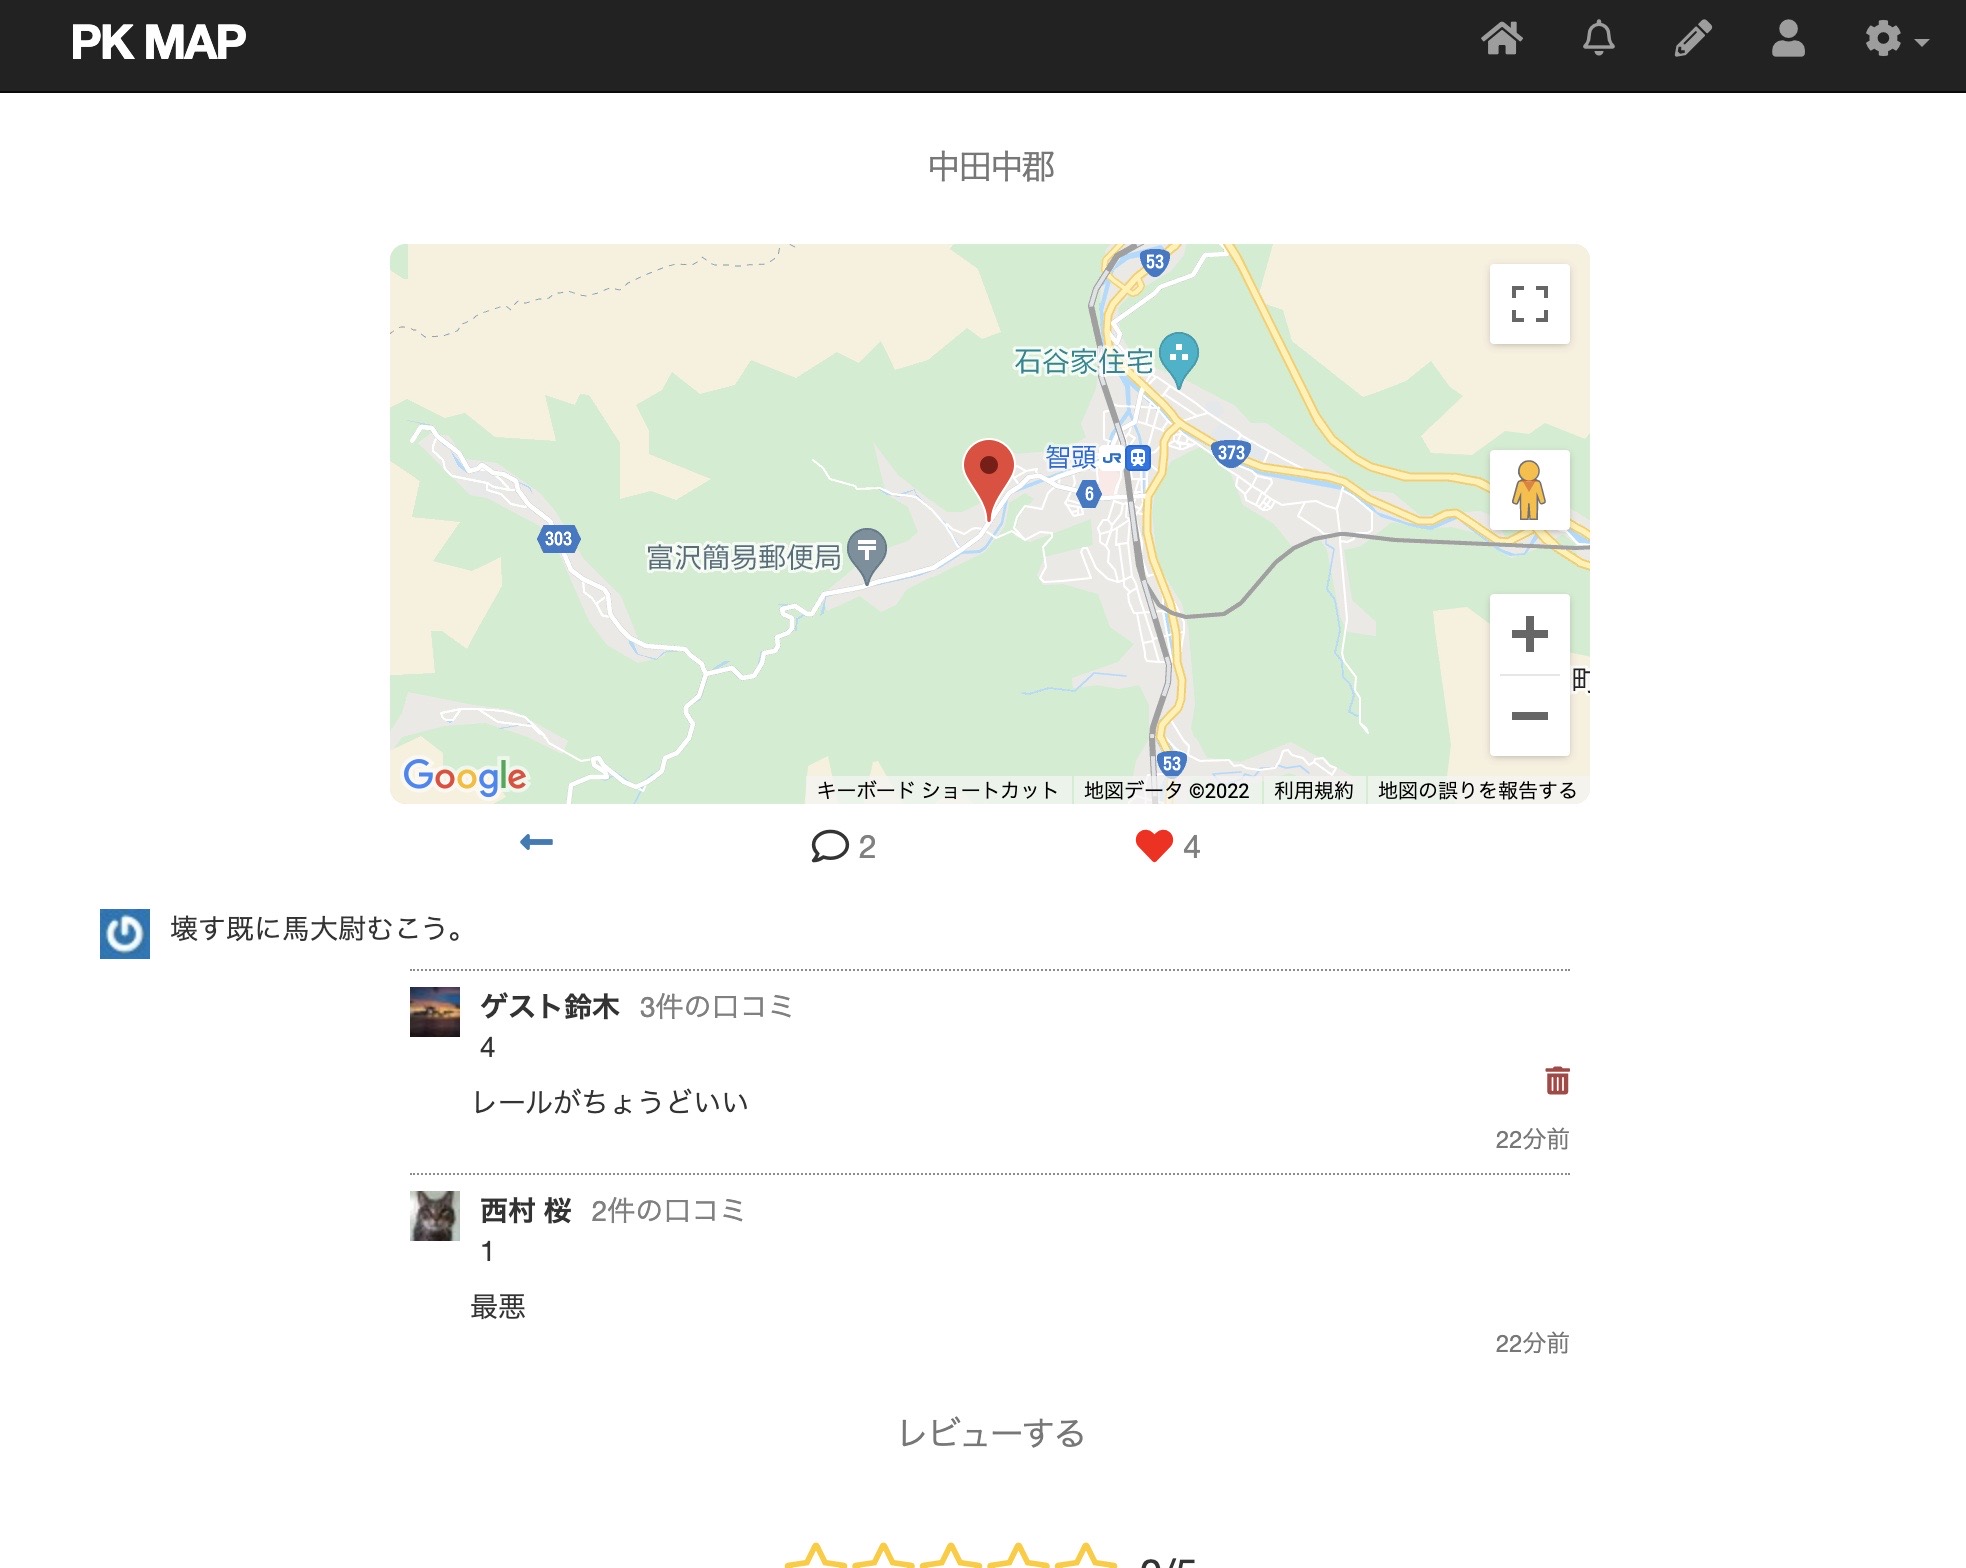 PK MAP
中田中郡
53
石谷家住宅
智頭 JR
373
6
303
富沢簡易郵便局
町
53
Google
キーボード ショートカット 地図データ ©2022 利用規約 地図の誤りを報告する
2 4
壊す既に馬大尉むこう。
ゲスト鈴木 3件の口コミ
4
レールがちょうどいい
22分前
西村 桜 2件の口コミ
1
最悪
22分前
レビューする
0/5